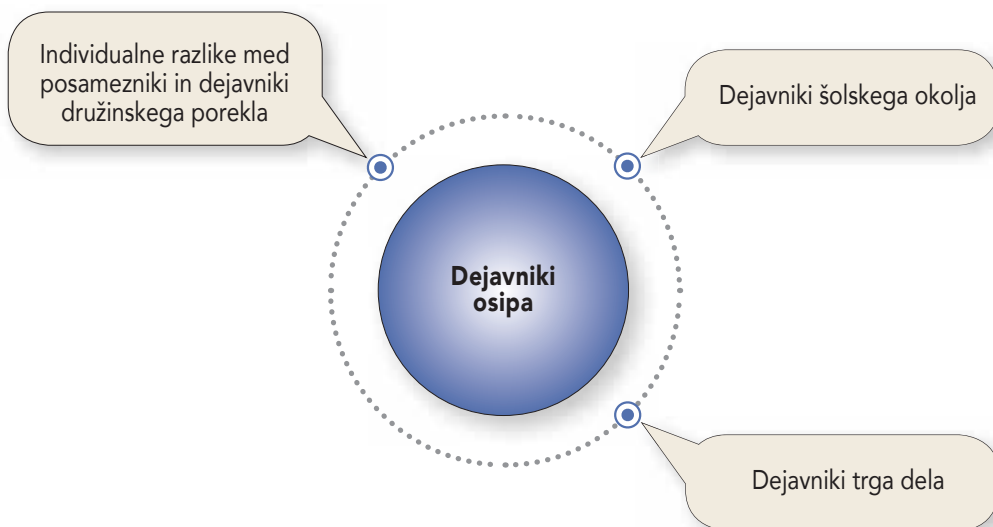 Individualne razlike med
posamezniki in dejavniki
družinskega porekla
Dejavniki šolskega okolja
Dejavniki
osipa
Dejavniki trga dela